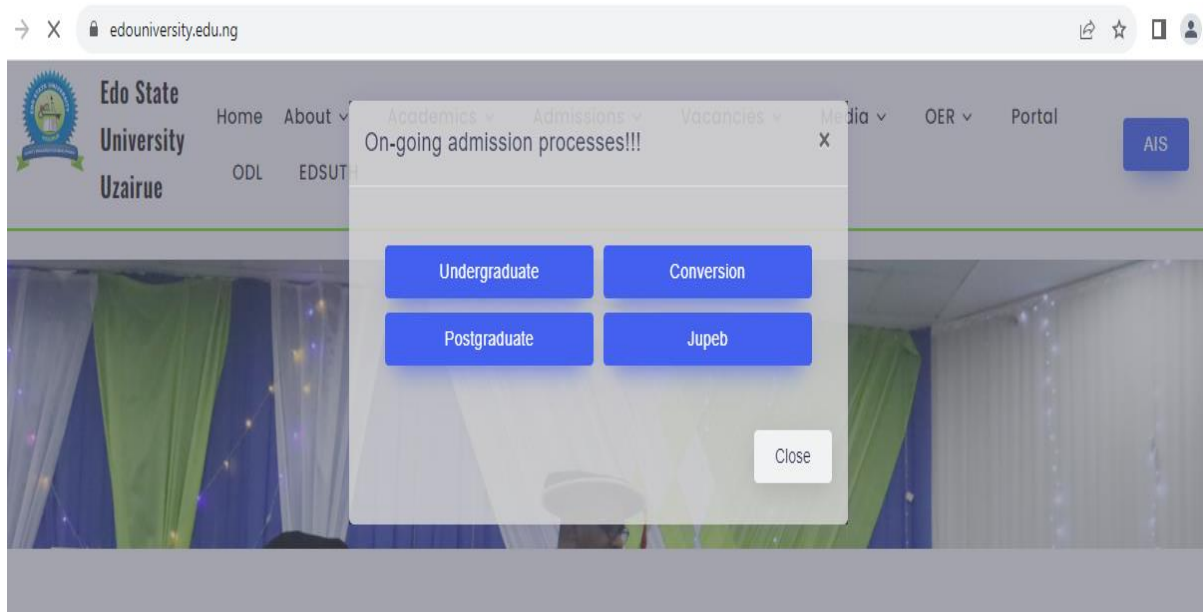 edouniversity.edu.ng
Edo State
University
Uzairue
Home About Academics Admissions Vacancies Media OER Portal
ODL EDSUTH
AIS
On-going admission processes!!!
X
Undergraduate Conversion
Postgraduate Jupeb
Close